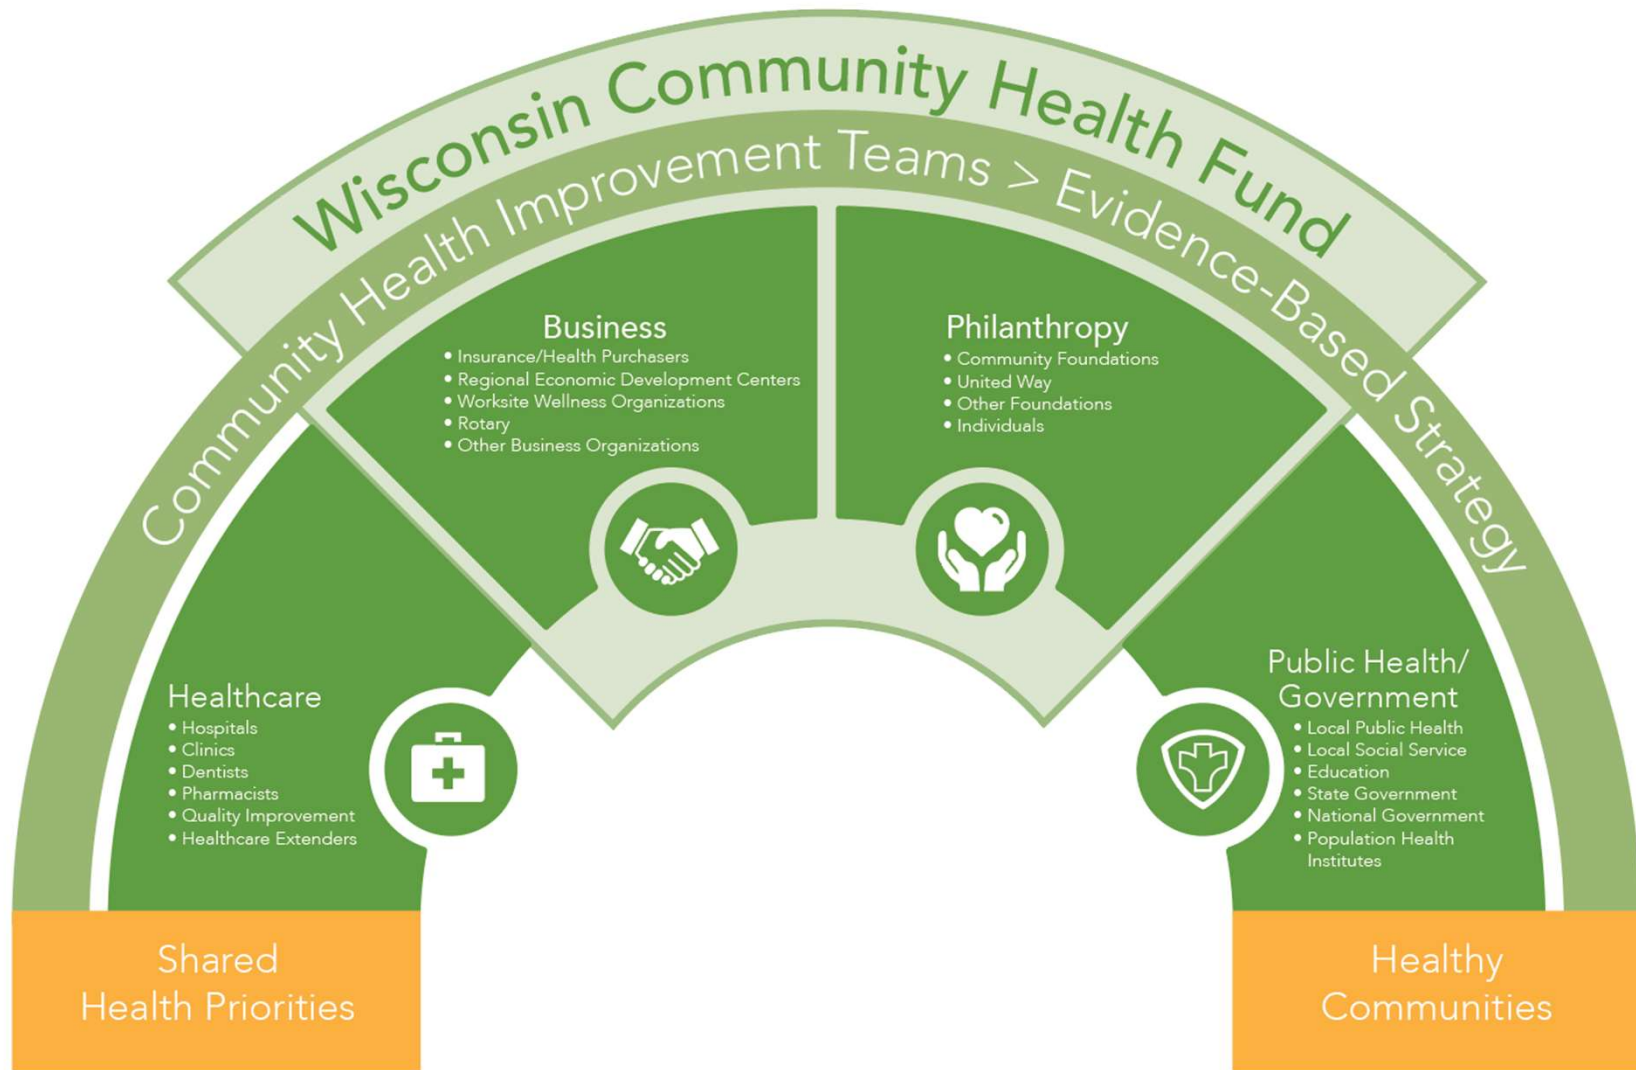 Wisconsin Community Health Fund
Community Health Improvement Teams > Evidence-Based Strategy
Business
• Insurance/Health Purchasers
• Regional Economic Development Centers
• Worksite Wellness Organizations
• Rotary
• Other Business Organizations
Philanthropy
• Community Foundations
• United Way
• Other Foundations
• Individuals
Healthcare
• Hospitals
• Clinics
• Dentists
• Pharmacists
• Quality Improvement
• Healthcare Extenders
Public Health/
Government
• Local Public Health
• Local Social Service
• Education
• State Government
• National Government
• Population Health
Institutes
Shared
Health Priorities
Healthy
Communities